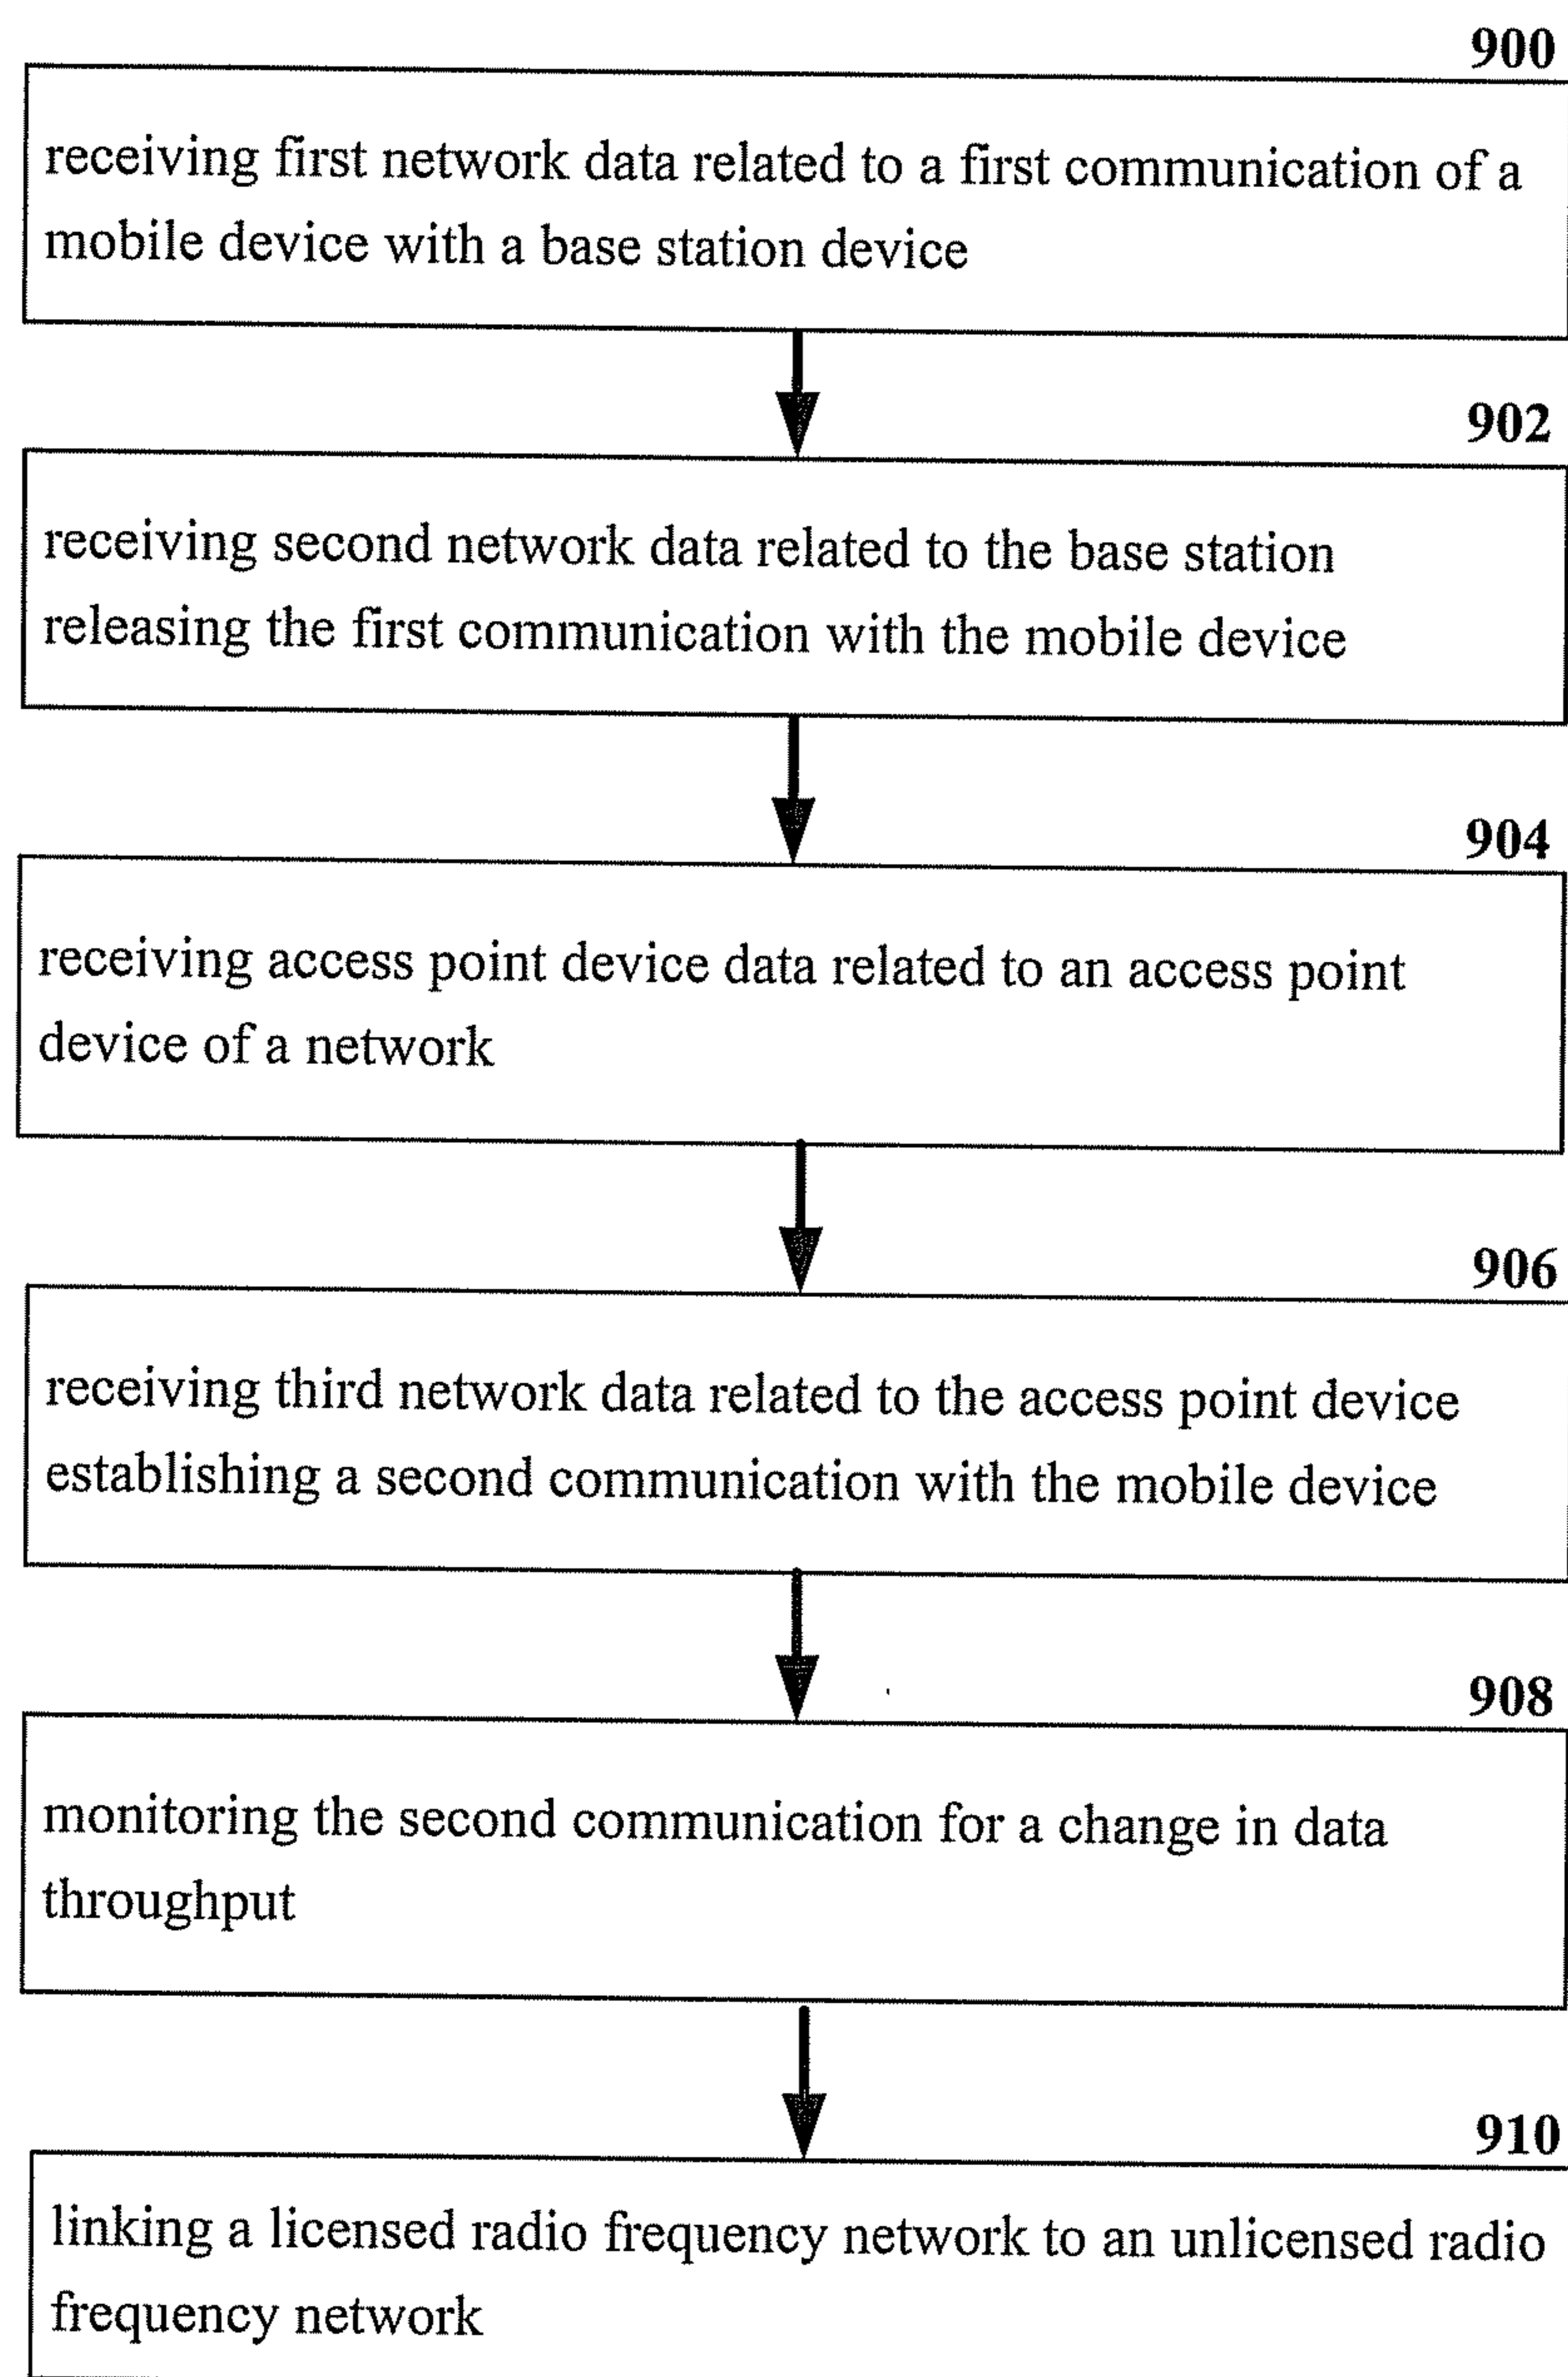 900
receiving first network data related to a first communication of a
mobile device with a base station device
902
receiving second network data related to the base station
releasing the first communication with the mobile device
904
receiving access point device data related to an access point
device of a network
906
receiving third network data related to the access point device
establishing a second communication with the mobile device
908
monitoring the second communication for a change in data
throughput
910
linking a licensed radio frequency network to an unlicensed radio
frequency network